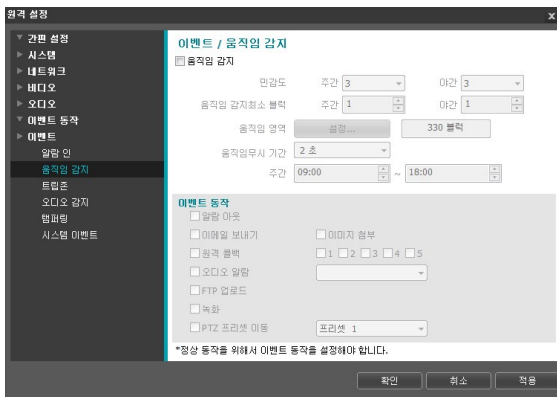 원격 설정
x
간편 설정
시스템
네트워크
비디오
오디오
이벤트 동작
이벤트
알람 인
움직임 감지
트립존
오디오 감지
탬퍼링
시스템 이벤트
이벤트 / 움직임 감지
움직임 감지
민감도 주간 3 야간 3
움직임 감지최소 블럭 주간 1 야간 1
움직임 영역 설정... 330 블럭
움직임무시 기간 2 초
주간 09:00 ~ 18:00
이벤트 동작
알람 아웃
이메일 보내기 이미지 첨부
원격 콜백 1 2 3 4 5
오디오 알람
FTP 업로드
녹화
PTZ 프리셋 이동 프리셋 1
*정상 동작을 위해서 이벤트 동작을 설정해야 합니다.
확인 취소 적용